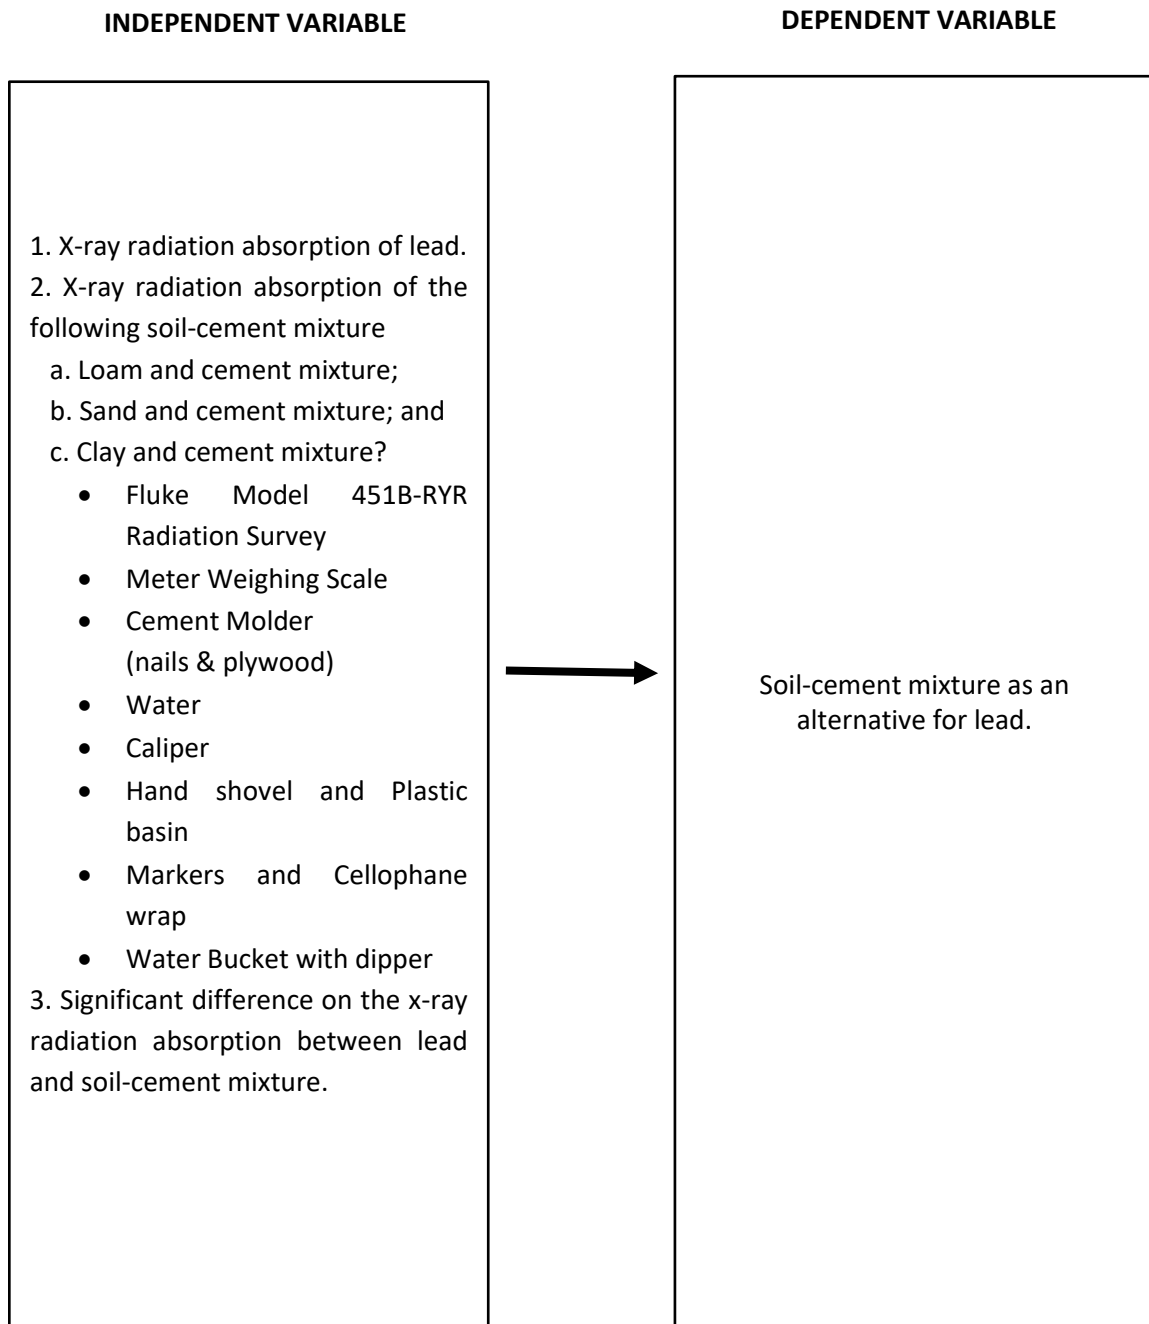 INDEPENDENT VARIABLE
DEPENDENT VARIABLE
1. X-ray radiation absorption of lead.
2. X-ray radiation absorption of the
following soil-cement mixture
a. Loam and cement mixture;
b. Sand and cement mixture; and
c. Clay and cement mixture?
• Fluke Model 451B-RYR
Radiation Survey
• Meter Weighing Scale
• Cement Molder
(nails & plywood)
• Water
• Caliper
• Hand shovel and Plastic
basin
• Markers and Cellophane
wrap
• Water Bucket with dipper
3. Significant difference on the x-ray
radiation absorption between lead
and soil-cement mixture.
Soil-cement mixture as an
alternative for lead.